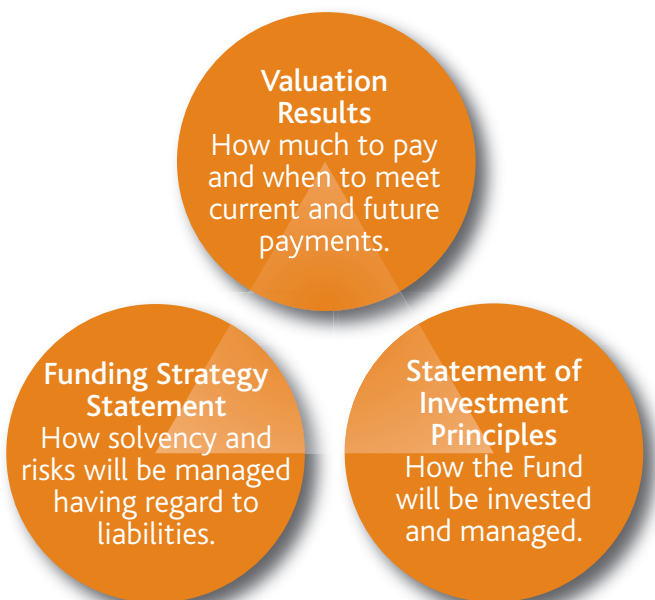 Valuation
Results
How much to pay
and when to meet
current and future
payments.
Funding Strategy
Statement
How solvency and
risks will be managed
having regard to
liabilities.
Statement of
Investment
Principles
How the Fund
will be invested
and managed.